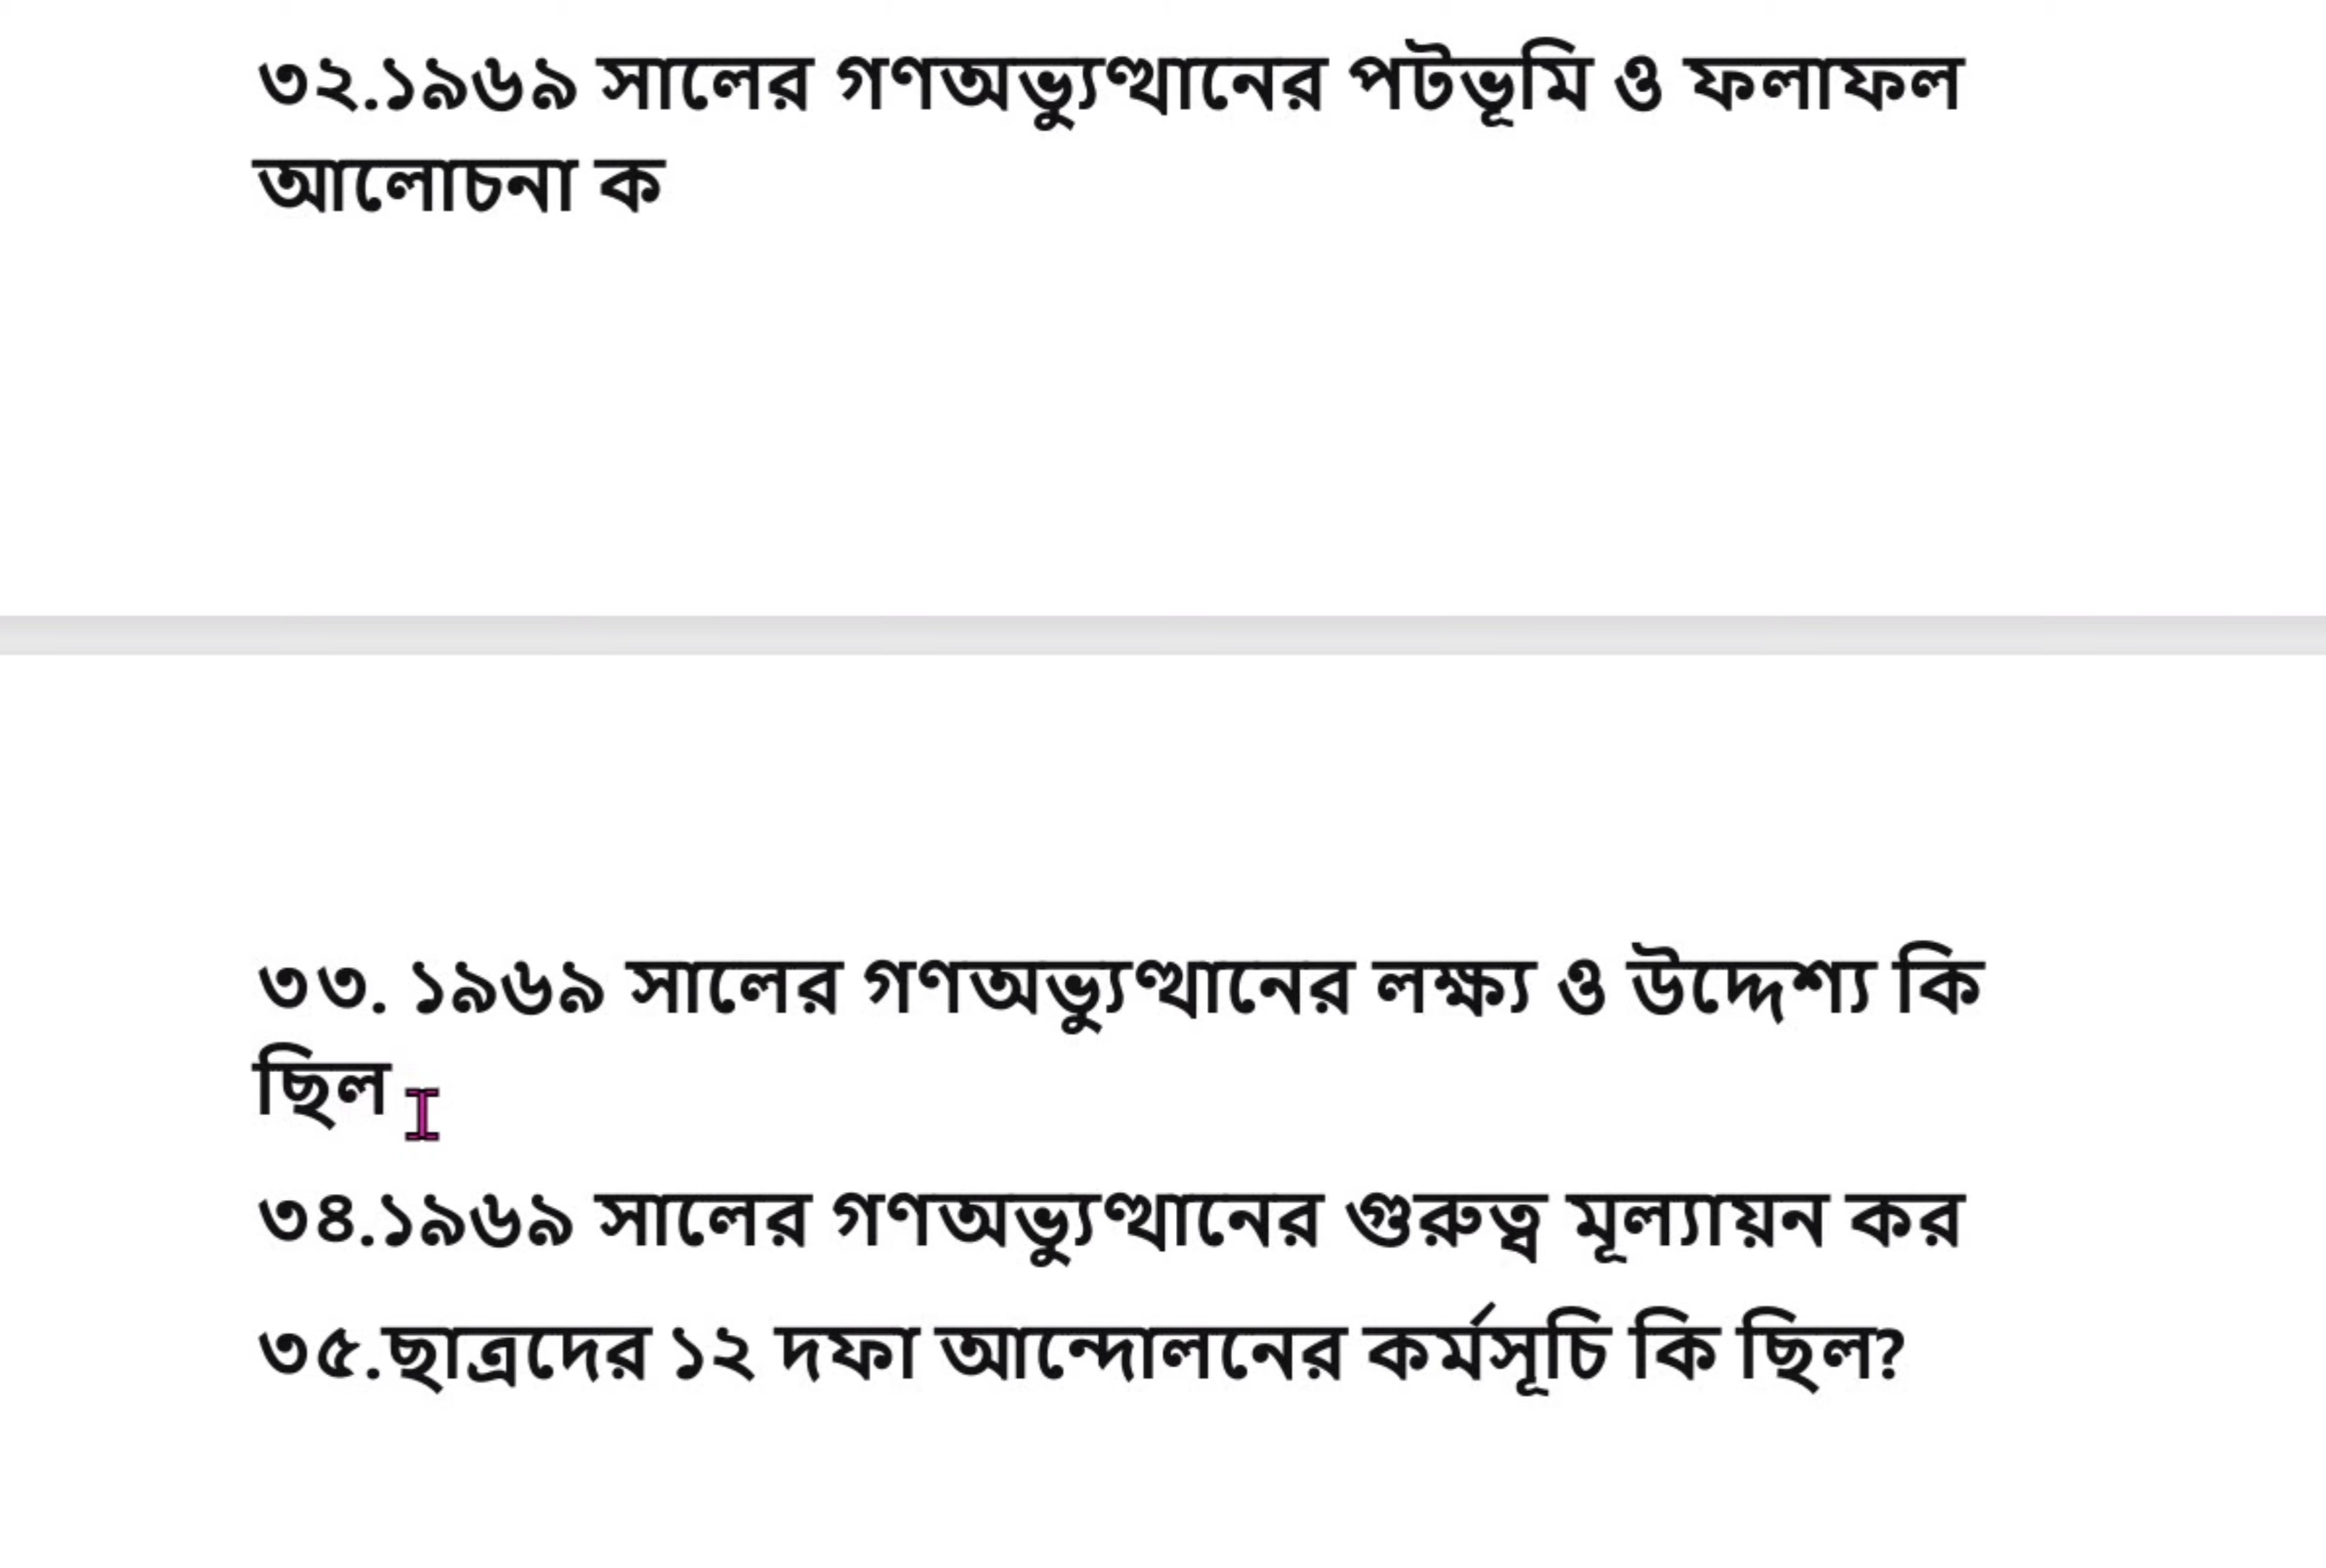 ৩২.১৯৬৯ সালের গণঅভ্যুত্থানের পটভূমি ও ফলাফল
আলোচনা ক
৩৩. ১৯৬৯ সালের গণঅভ্যুত্থানের লক্ষ্য ও উদ্দেশ্য কি
ছিল
৩৪.১৯৬৯ সালের গণঅভ্যুত্থানের গুরুত্ব মূল্যায়ন কর
৩৫.ছাত্রদের ১২ দফা আন্দোলনের কর্মসূচি কি ছিল?